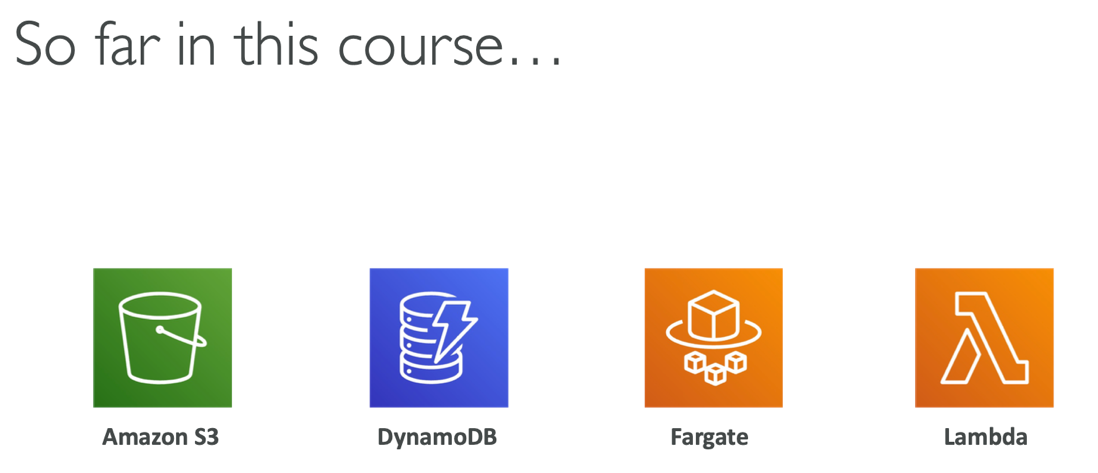 So far in this course…
Amazon S3
DynamoDB
Fargate
Lambda